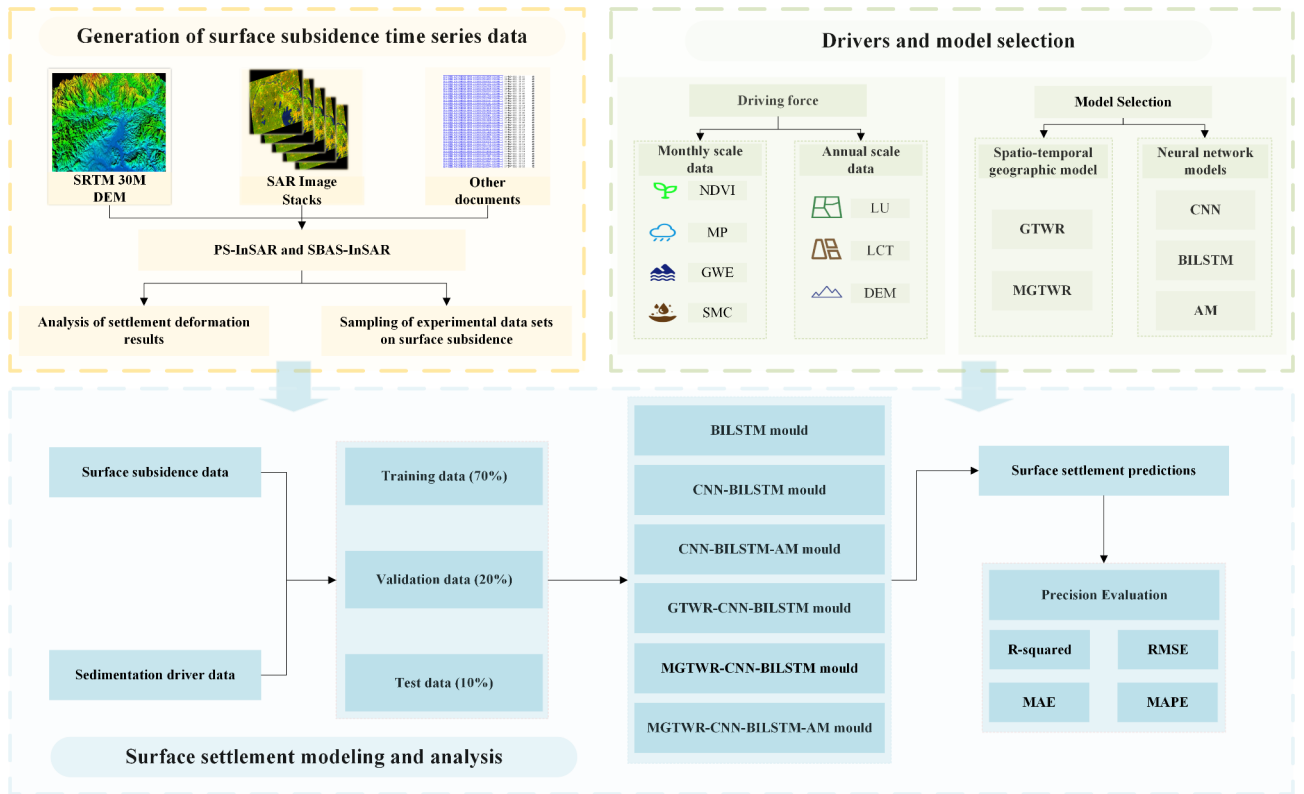 Generation of surface subsidence time series data
SRTM 30M
DEM
SAR Image
Stacks
Other
documents
PS-InSAR and SBAS-InSAR
Analysis of settlement deformation
results
Sampling of experimental data sets
on surface subsidence
Drivers and model selection
Driving force
Monthly scale
data
NDVI
MP
GWE
SMC
Annual scale
data
LU
LCT
DEM
Model Selection
Spatio-temporal
geographic model
GTWR
MGTWR
Neural network
models
CNN
BILSTM
AM
Surface subsidence data
Sedimentation driver data
Training data (70%)
Validation data (20%)
Test data (10%)
BILSTM mould
CNN-BILSTM mould
CNN-BILSTM-AM mould
GTWR-CNN-BILSTM mould
MGTWR-CNN-BILSTM mould
MGTWR-CNN-BILSTM-AM mould
Surface settlement predictions
Precision Evaluation
R-squared
RMSE
MAE
MAPE
Surface settlement modeling and analysis